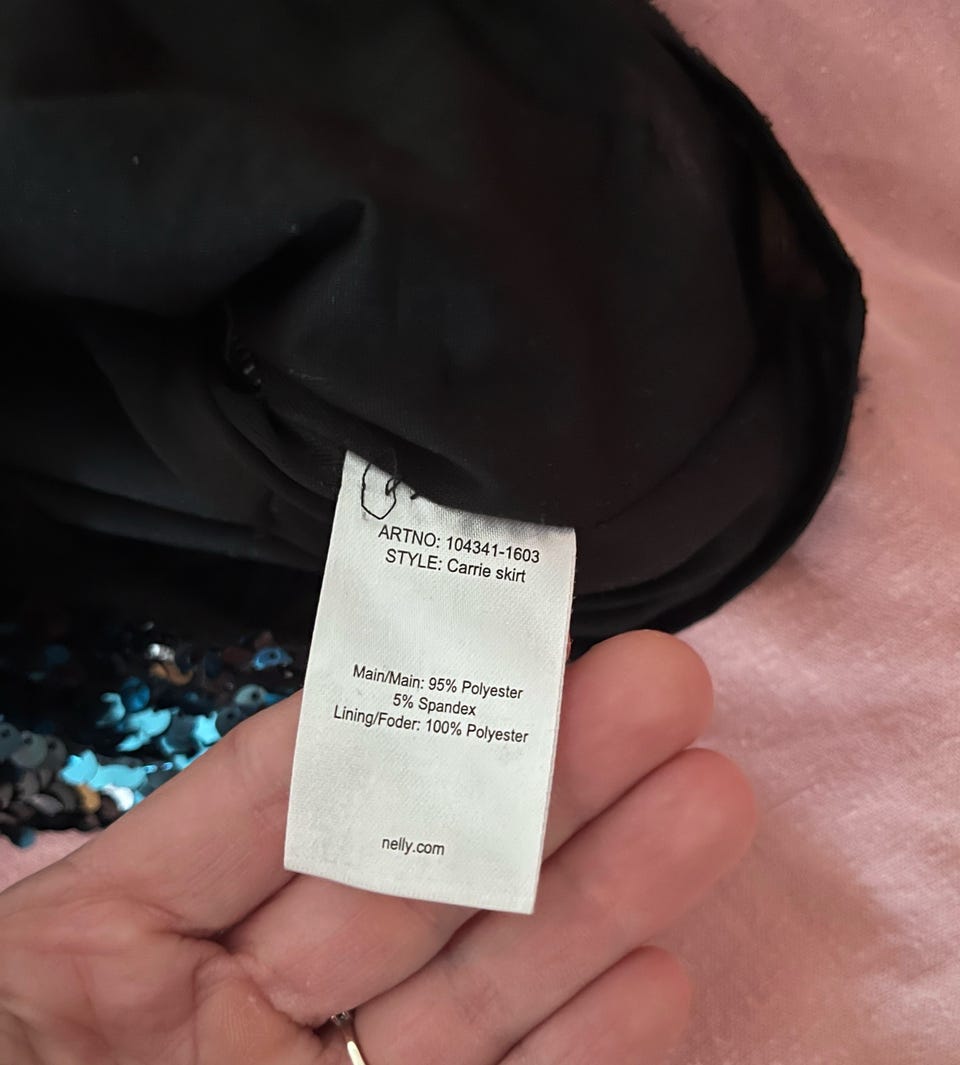 ARTNO: 104341-1603
STYLE: Carrie skirt
Main/Main: 95% Polyester
5% Spandex
Lining/Foder: 100% Polyester
nelly.com